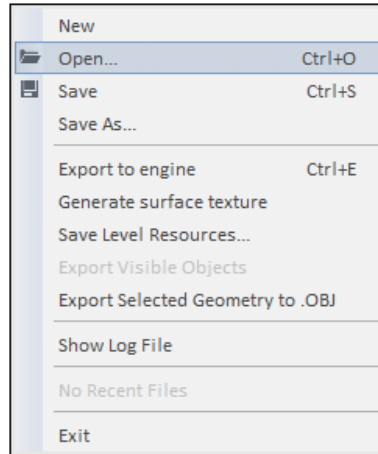 New
Open... Ctrl+O
Save Ctrl+S
Save As...
Export to engine Ctrl+E
Generate surface texture
Save Level Resources...
Export Visible Objects
Export Selected Geometry to .OBJ
Show Log File
No Recent Files
Exit